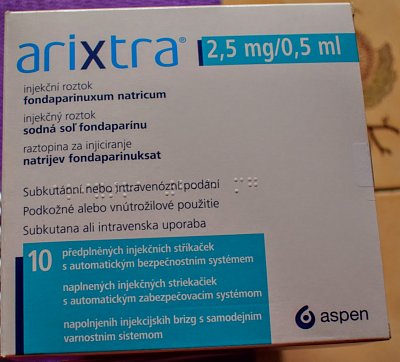 arixtra® 2,5 mg/0,5 ml
injekční roztok
fondaparinuxum natricum
injekčný roztok
sodná soľ fondaparínu
raztopina za injiciranje
natrijev fondaparinuksat
Subkutánní nebo intravenózní podání
Podkožné alebo vnútrožilové použitie
Subkutana ali intravenska uporaba
10 předplněných injekčních stříkaček
s automatickým bezpečnostním systémem
naplnených injekčných striekačiek
s automatickým zabezpečovacím systémom
napolnjenih injekcijskih brizg s samodejnim
varnostnim sistemom
aspen